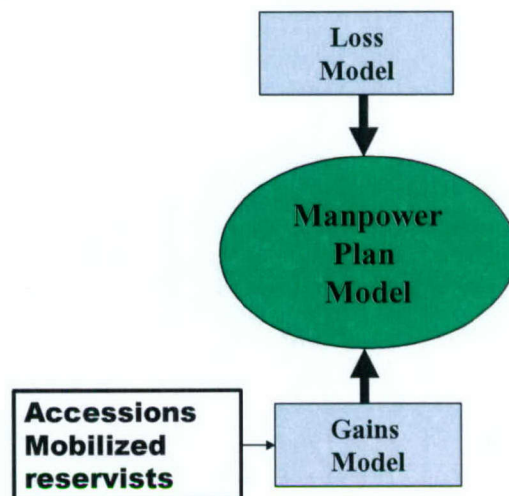 Loss
Model
Manpower
Plan
Model
Accessions
Mobilized
reservists
Gains
Model